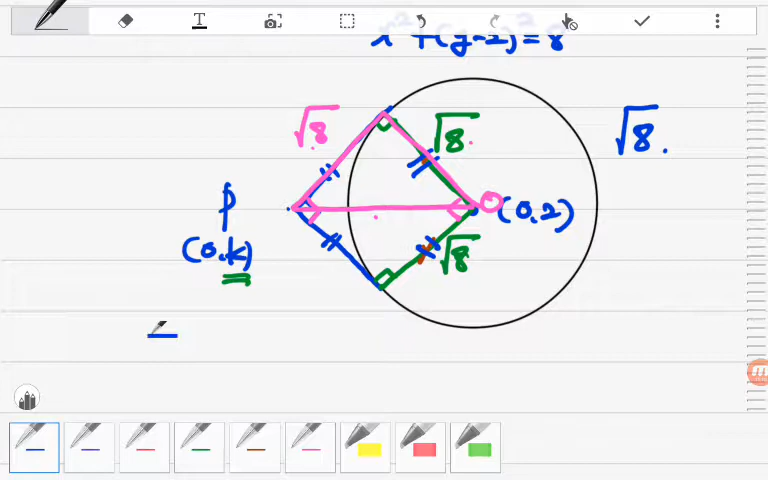 x² + (y-2)² = 8
√8
√8
√8.
P
O (0,2)
(0,k)
√8